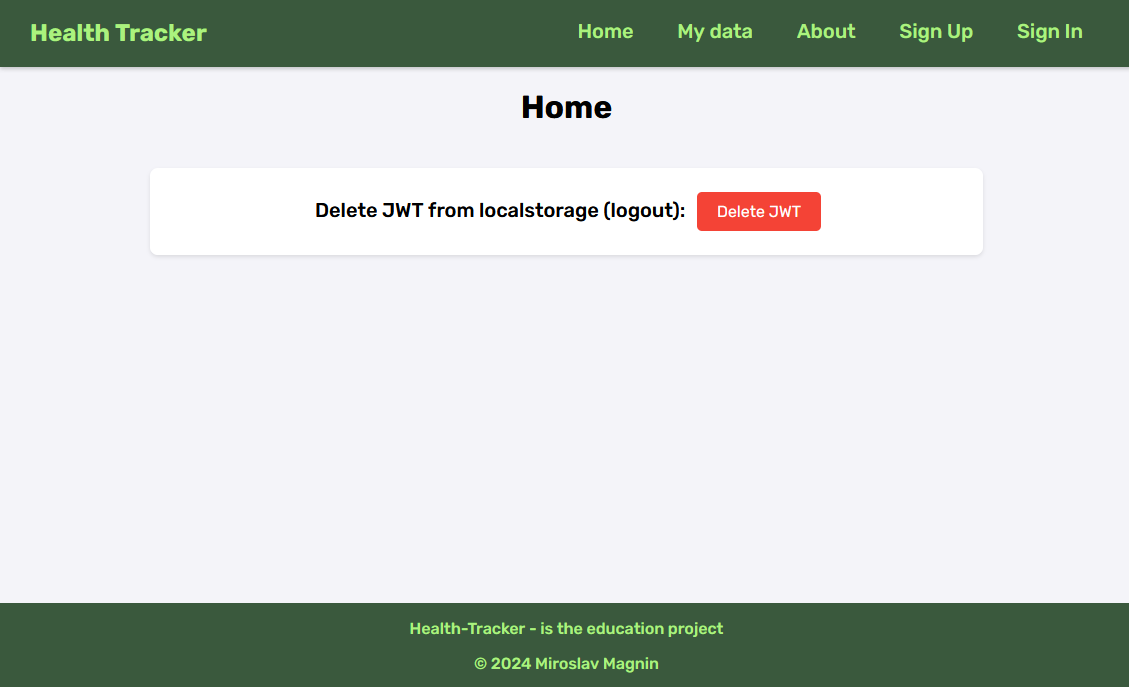 Health Tracker
Home My data About Sign Up Sign In
Home
Delete JWT from localstorage (logout): Delete JWT
Health-Tracker - is the education project
© 2024 Miroslav Magnin